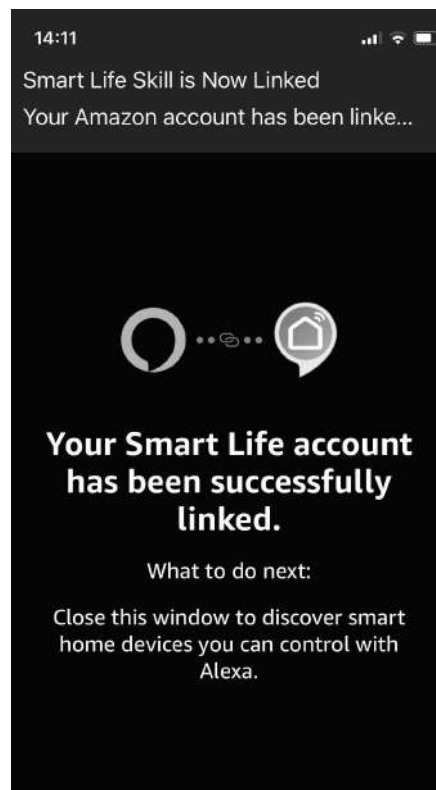 14:11
Smart Life Skill is Now Linked
Your Amazon account has been linke...
Your Smart Life account
has been successfully
linked.
What to do next:
Close this window to discover smart
home devices you can control with
Alexa.